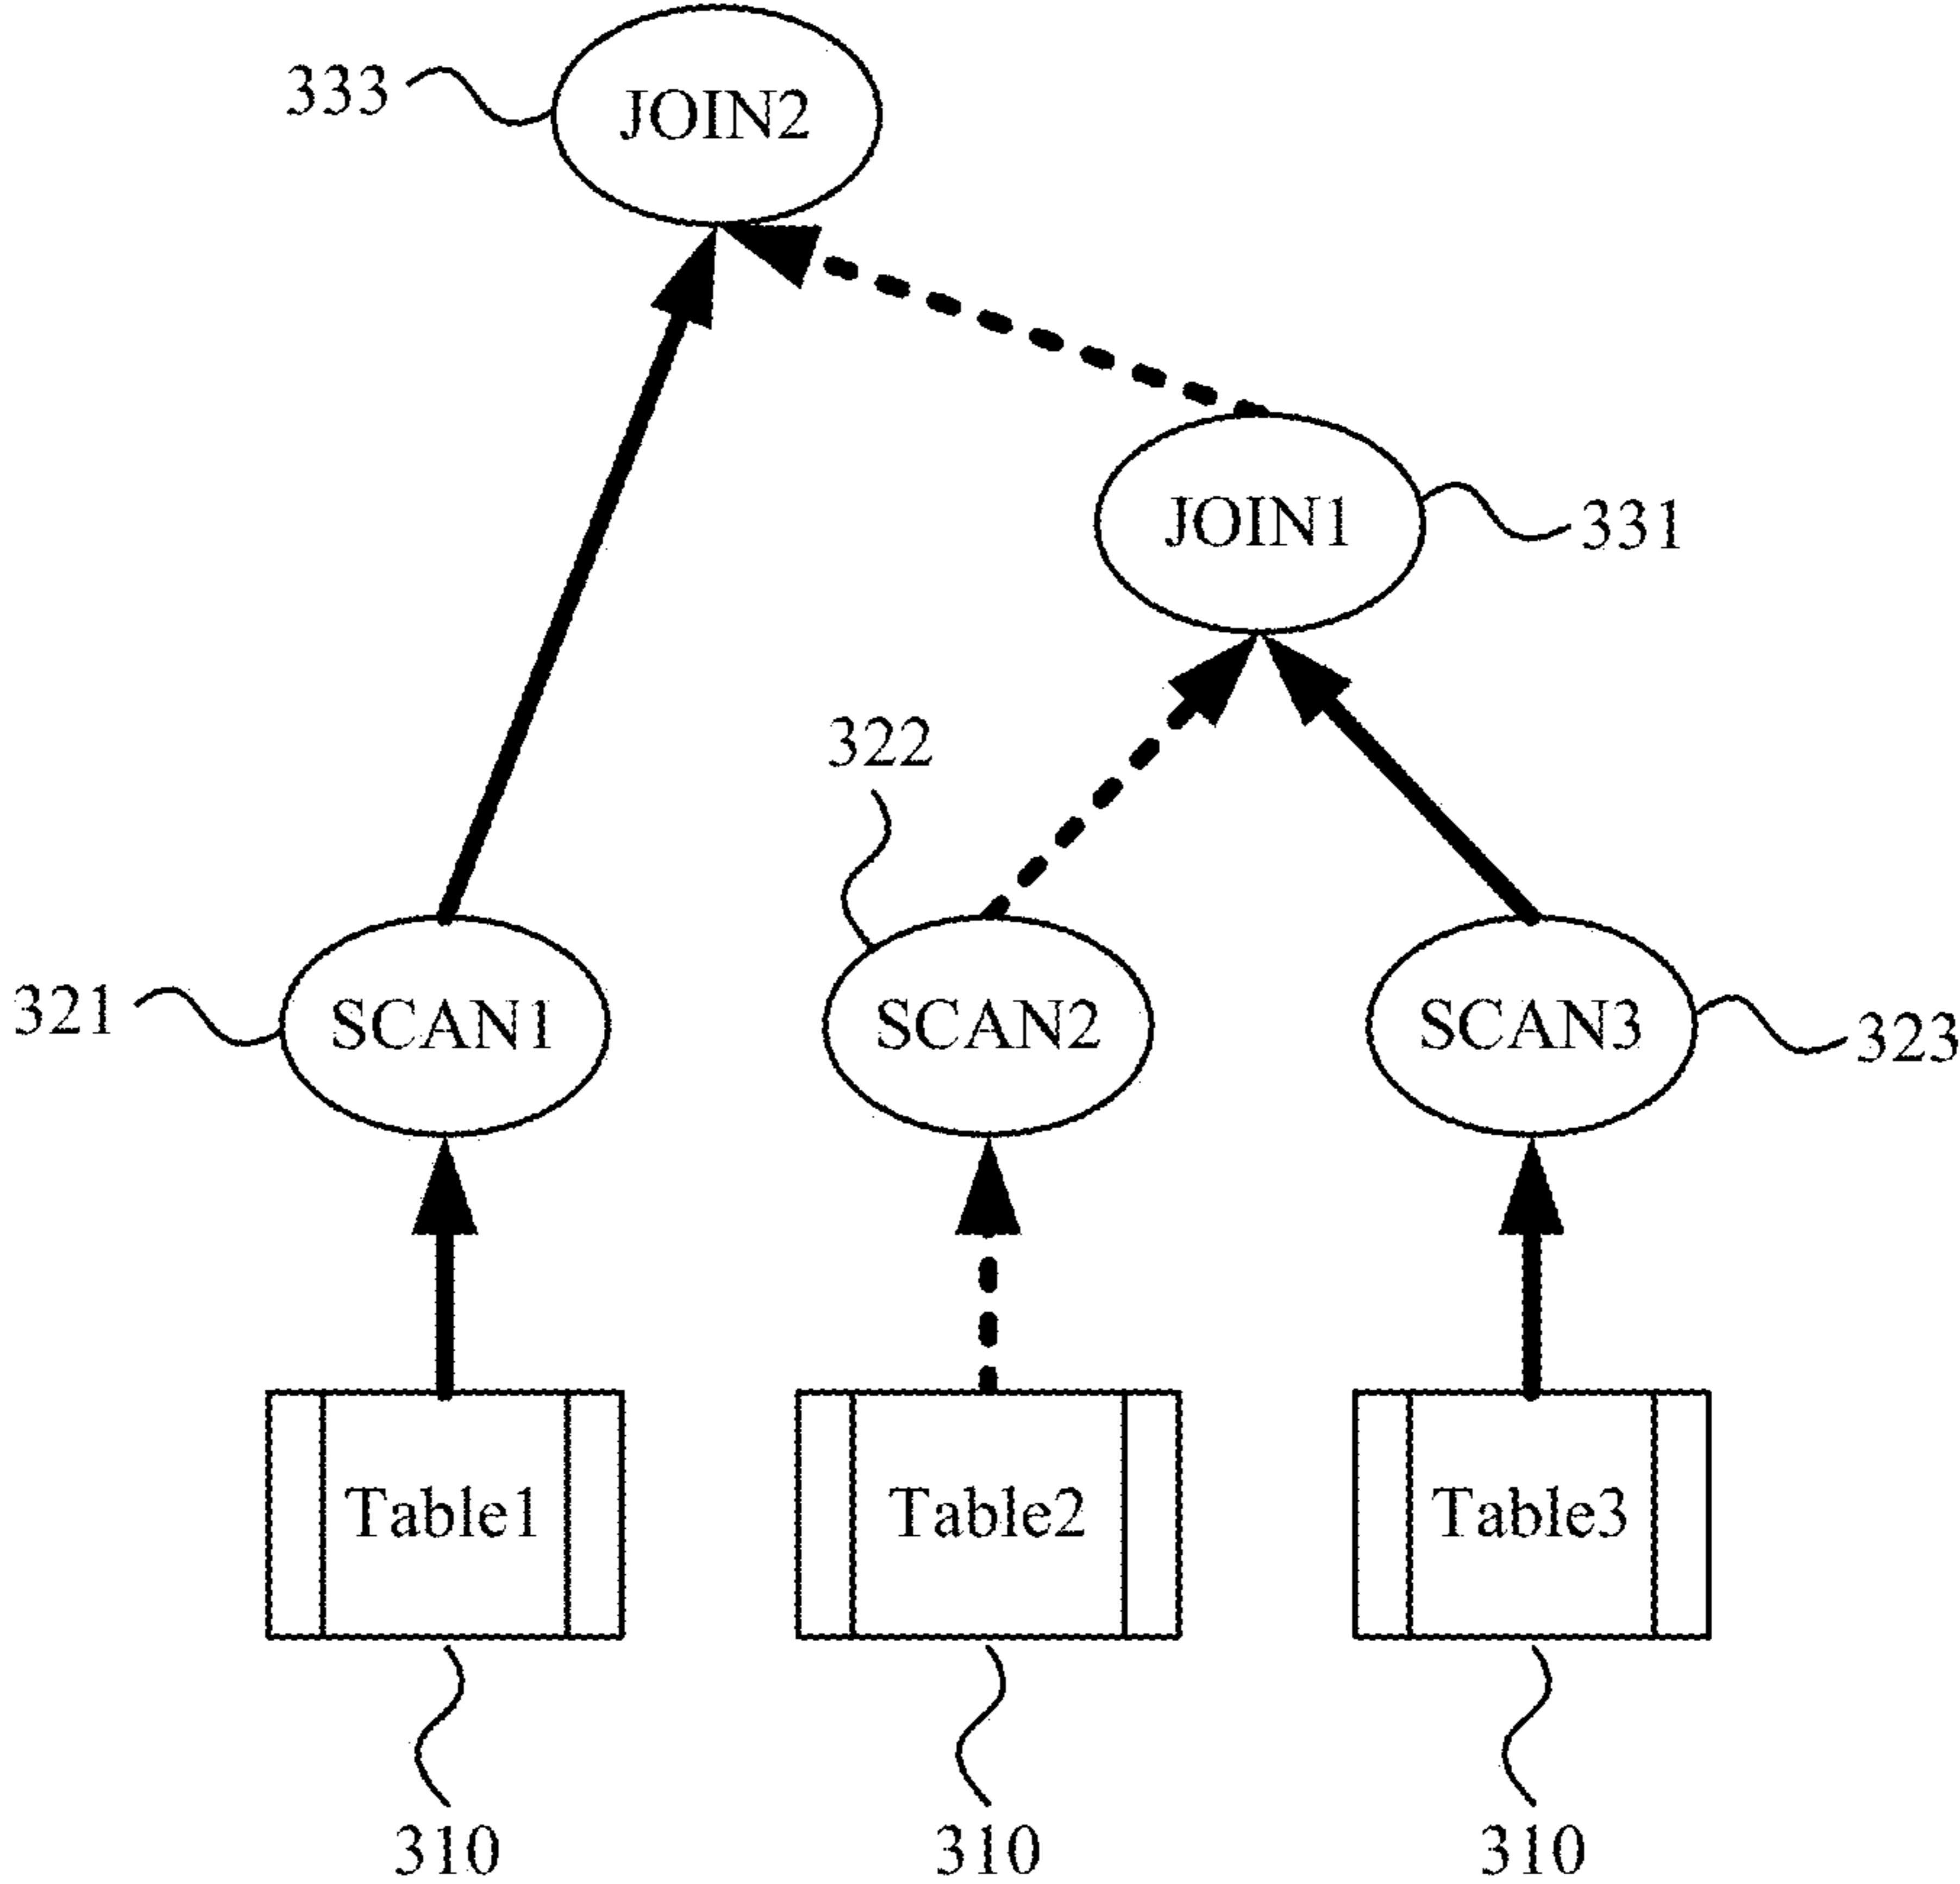 333
JOIN2
JOIN1
331
322
321
SCAN1
SCAN2
SCAN3
323
Table1
Table2
Table3
310
310
310